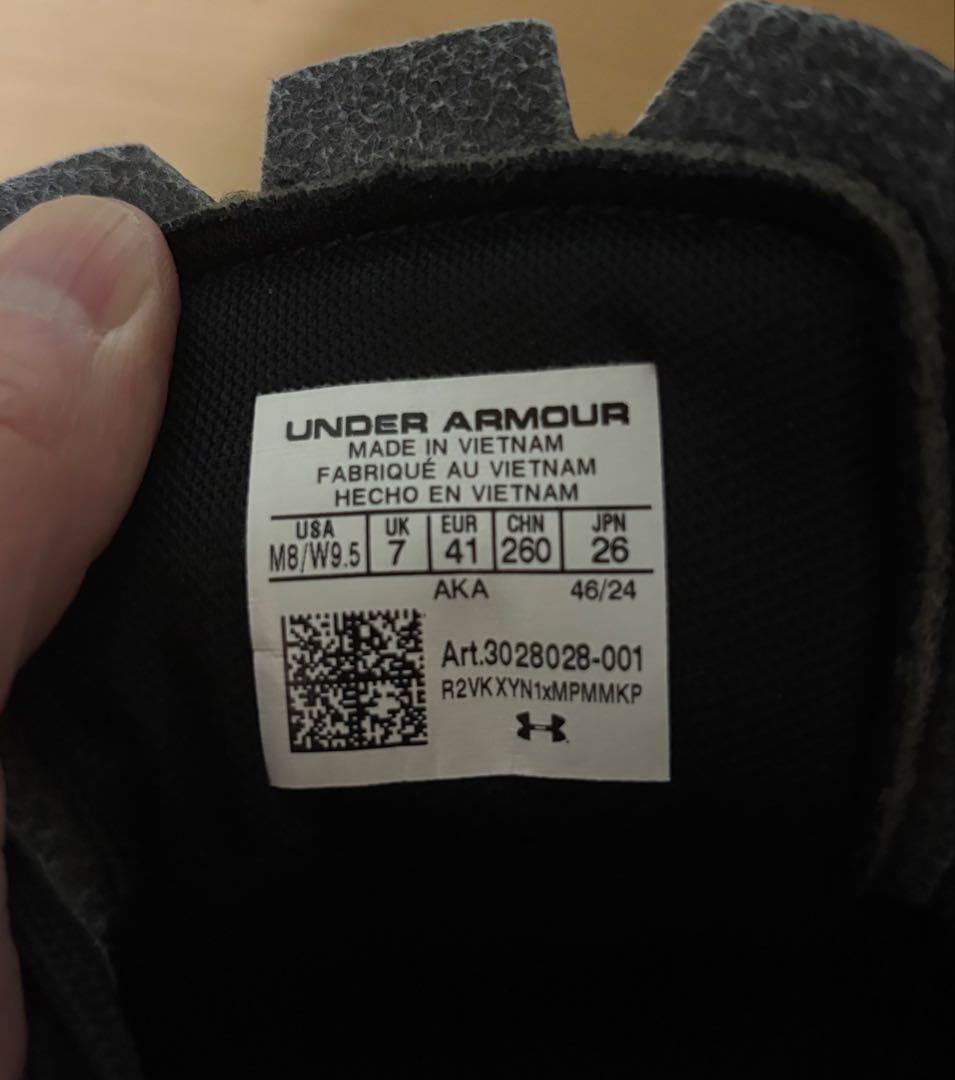 UNDER ARMOUR
MADE IN VIETNAM
FABRIQUÉ AU VIETNAM
HECHO EN VIETNAM
USA UK EUR CHN JPN
M8/W9.5 7 41 260 26
AKA 46/24
Art.3028028-001
R2VKXYN1xMPMMKP